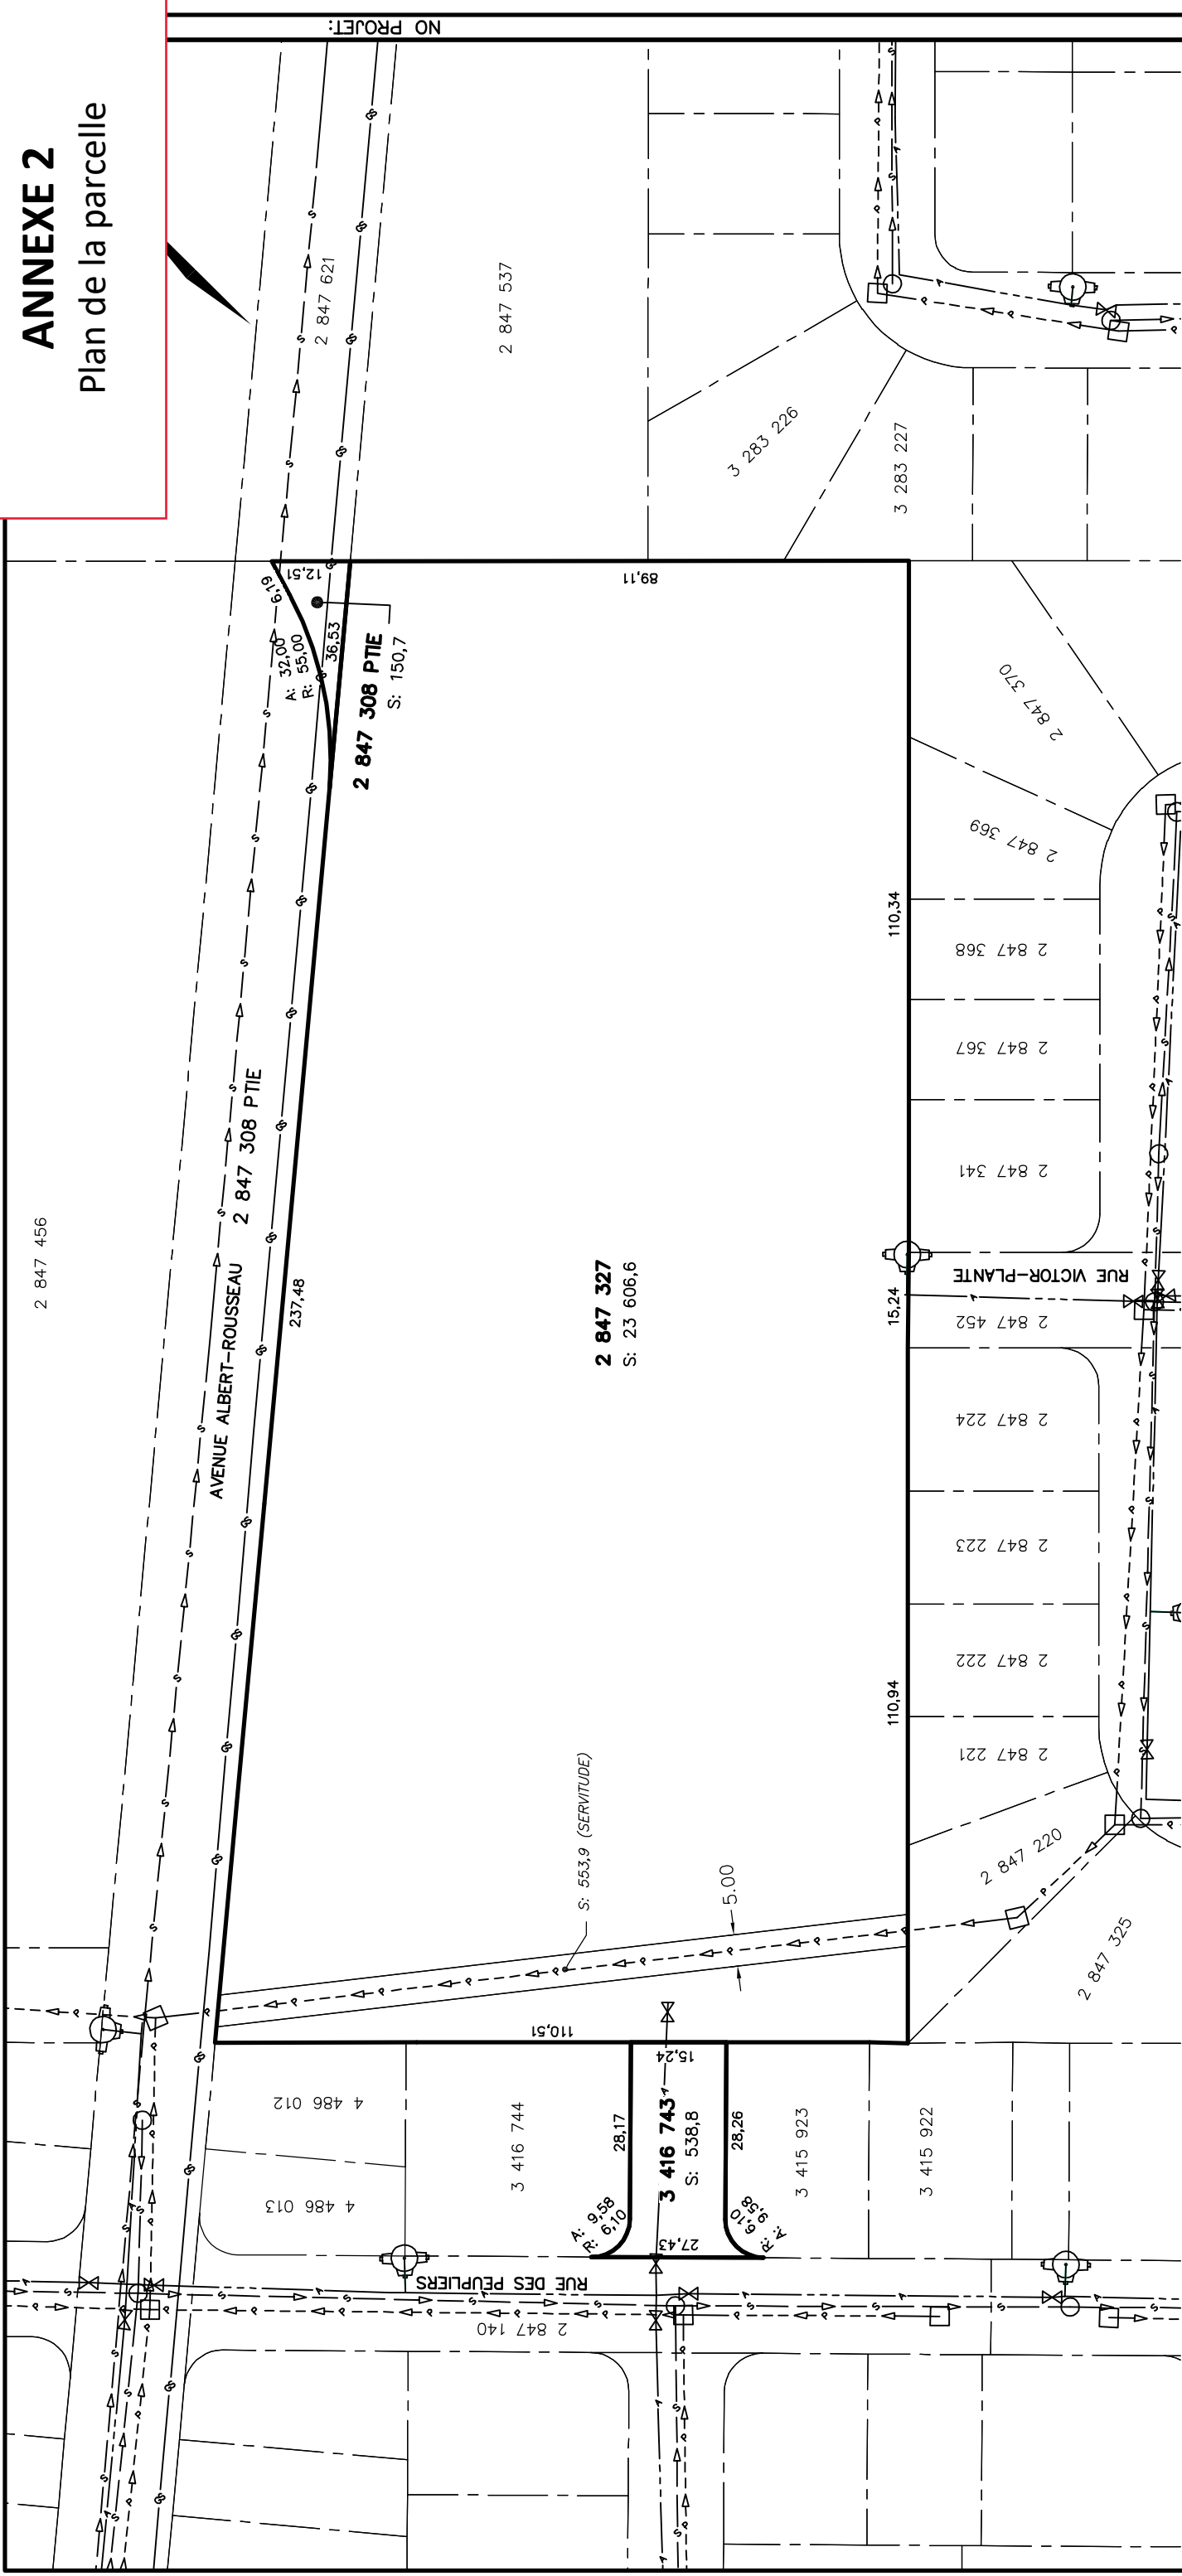 ANNEXE 2
Plan de la parcelle
NO PROJET:
2 847 621
2 847 537
3 283 226
3 283 227
6,19
12,51
A: 32,00
R: 55,00
36,53
2 847 308 PTIE
S: 150,7
89,11
2 847 370
2 847 369
110,34
2 847 368
2 847 367
2 847 341
2 847 456
AVENUE ALBERT-ROUSSEAU
2 847 308 PTIE
237,48
2 847 327
S: 23 606,6
15,24
RUE VICTOR-PLANTE
2 847 452
2 847 224
2 847 223
2 847 222
110,94
2 847 221
2 847 220
2 847 325
S: 553,9 (SERVITUDE)
5.00
110,51
15,24
4 486 012
4 486 013
3 416 744
28,17
3 416 743
S: 538,8
28,26
3 415 923
3 415 922
A: 9,58
R: 6,10
27,43
R: 6,10
A: 9,58
RUE DES PEUPLIERS
2 847 140